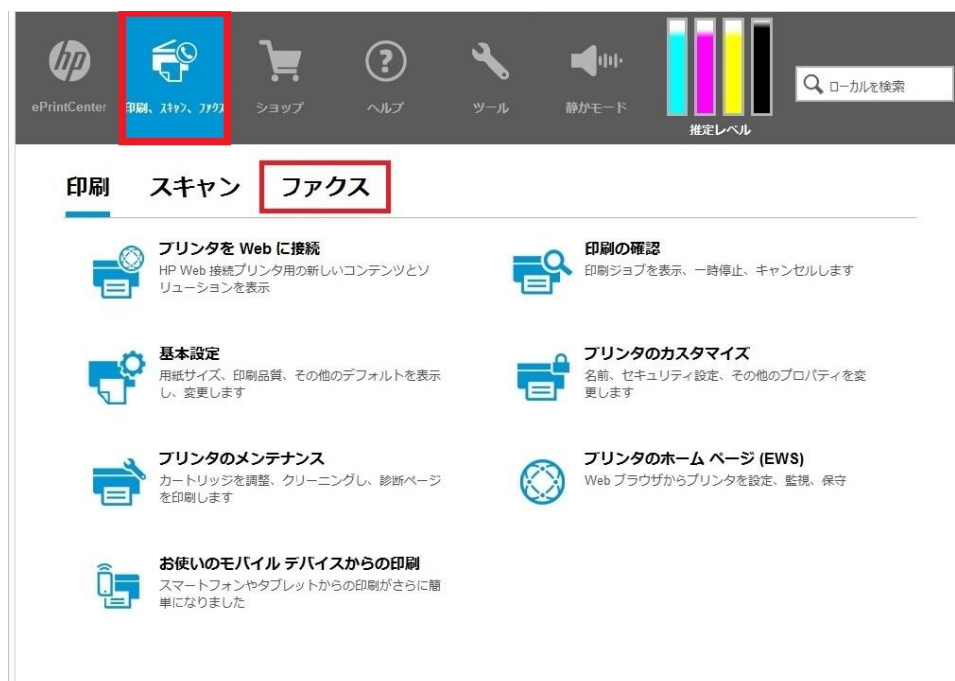 hp
ePrintCenter
印刷、スキャン、ファクス
ショップ
ヘルプ
ツール
静かモード
推定レベル
ローカルを検索
印刷 スキャン ファクス
プリンタを Web に接続
HP Web 接続プリンタ用の新しいコンテンツとソ
リューションを表示
印刷の確認
印刷ジョブを表示、一時停止、キャンセルします
基本設定
用紙サイズ、印刷品質、その他のデフォルトを表示
し、変更します
プリンタのカスタマイズ
名前、セキュリティ設定、その他のプロパティを変
更します
プリンタのメンテナンス
カートリッジを調整、クリーニングし、診断ページ
を印刷します
プリンタのホーム ページ (EWS)
Web ブラウザからプリンタを設定、監視、保守
お使いのモバイル デバイスからの印刷
スマートフォンやタブレットからの印刷がさらに簡
単になりました